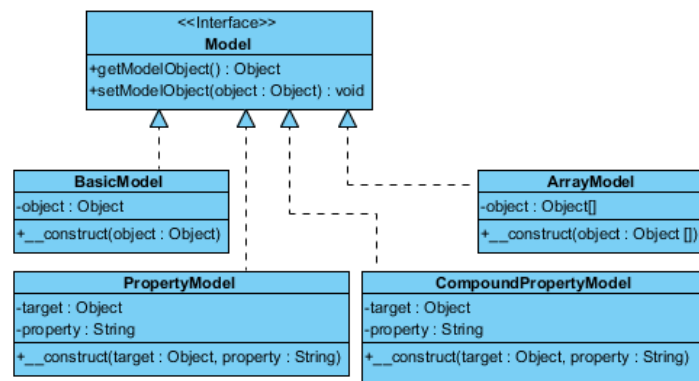 <<Interface>>
Model
+getModelObject() : Object
+setModelObject(object : Object) : void
BasicModel
-object : Object
+__construct(object : Object)
ArrayModel
-object : Object[]
+__construct(object : Object [])
PropertyModel
-target : Object
-property : String
+__construct(target : Object, property : String)
CompoundPropertyModel
-target : Object
-property : String
+__construct(target : Object, property : String)